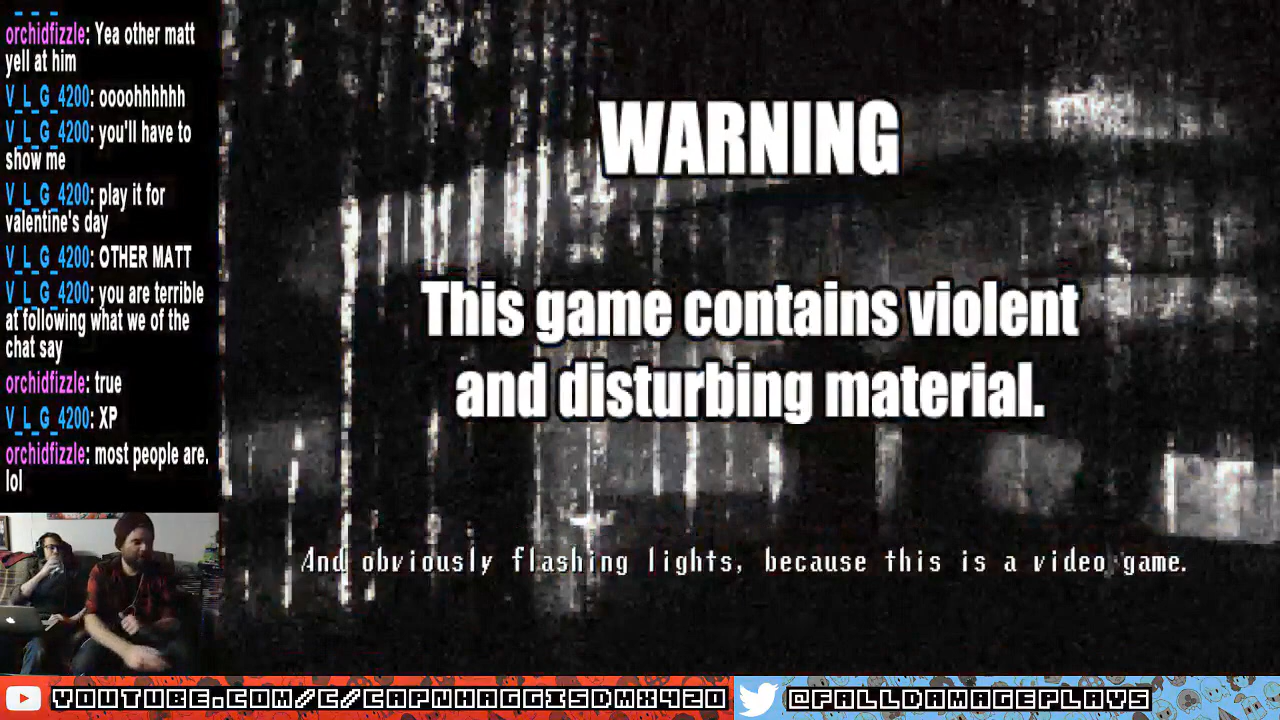 orchidfizzle: Yea other matt
yell at him
V_L_G_4200: oooohhhhhh
V_L_G_4200: you'll have to
show me
V_L_G_4200: play it for
valentine's day
V_L_G_4200: OTHER MATT
V_L_G_4200: you are terrible
at following what we of the
chat say
orchidfizzle: true
V_L_G_4200: XP
orchidfizzle: most people are.
lol
WARNING
This game contains violent
and disturbing material.
And obviously flashing lights, because this is a video game.
YOUTUBE.COM/C/CAPNHAGGISDMX420
@FALLDAMAGEPLAYS